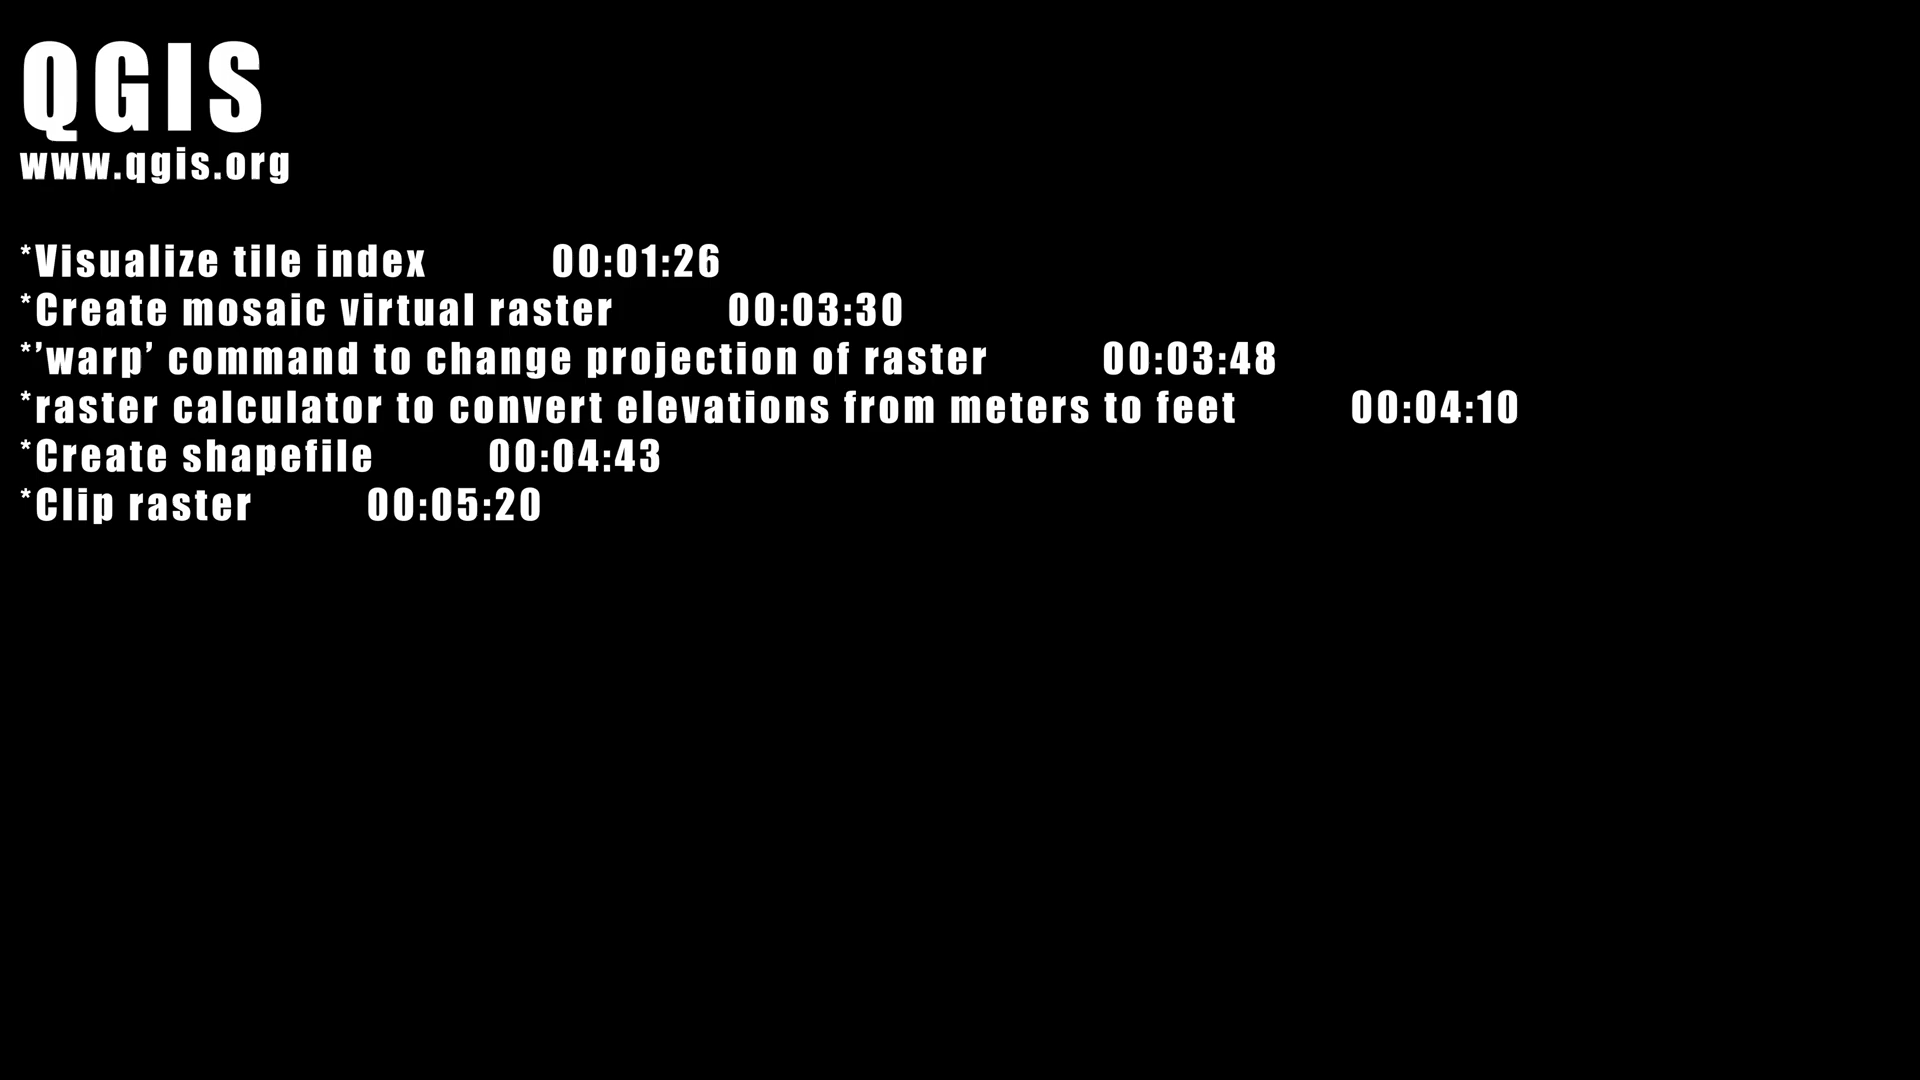 QGIS
www.qgis.org
*Visualize tile index 00:01:26
*Create mosaic virtual raster 00:03:30
*’warp’ command to change projection of raster 00:03:48
*raster calculator to convert elevations from meters to feet 00:04:10
*Create shapefile 00:04:43
*Clip raster 00:05:20